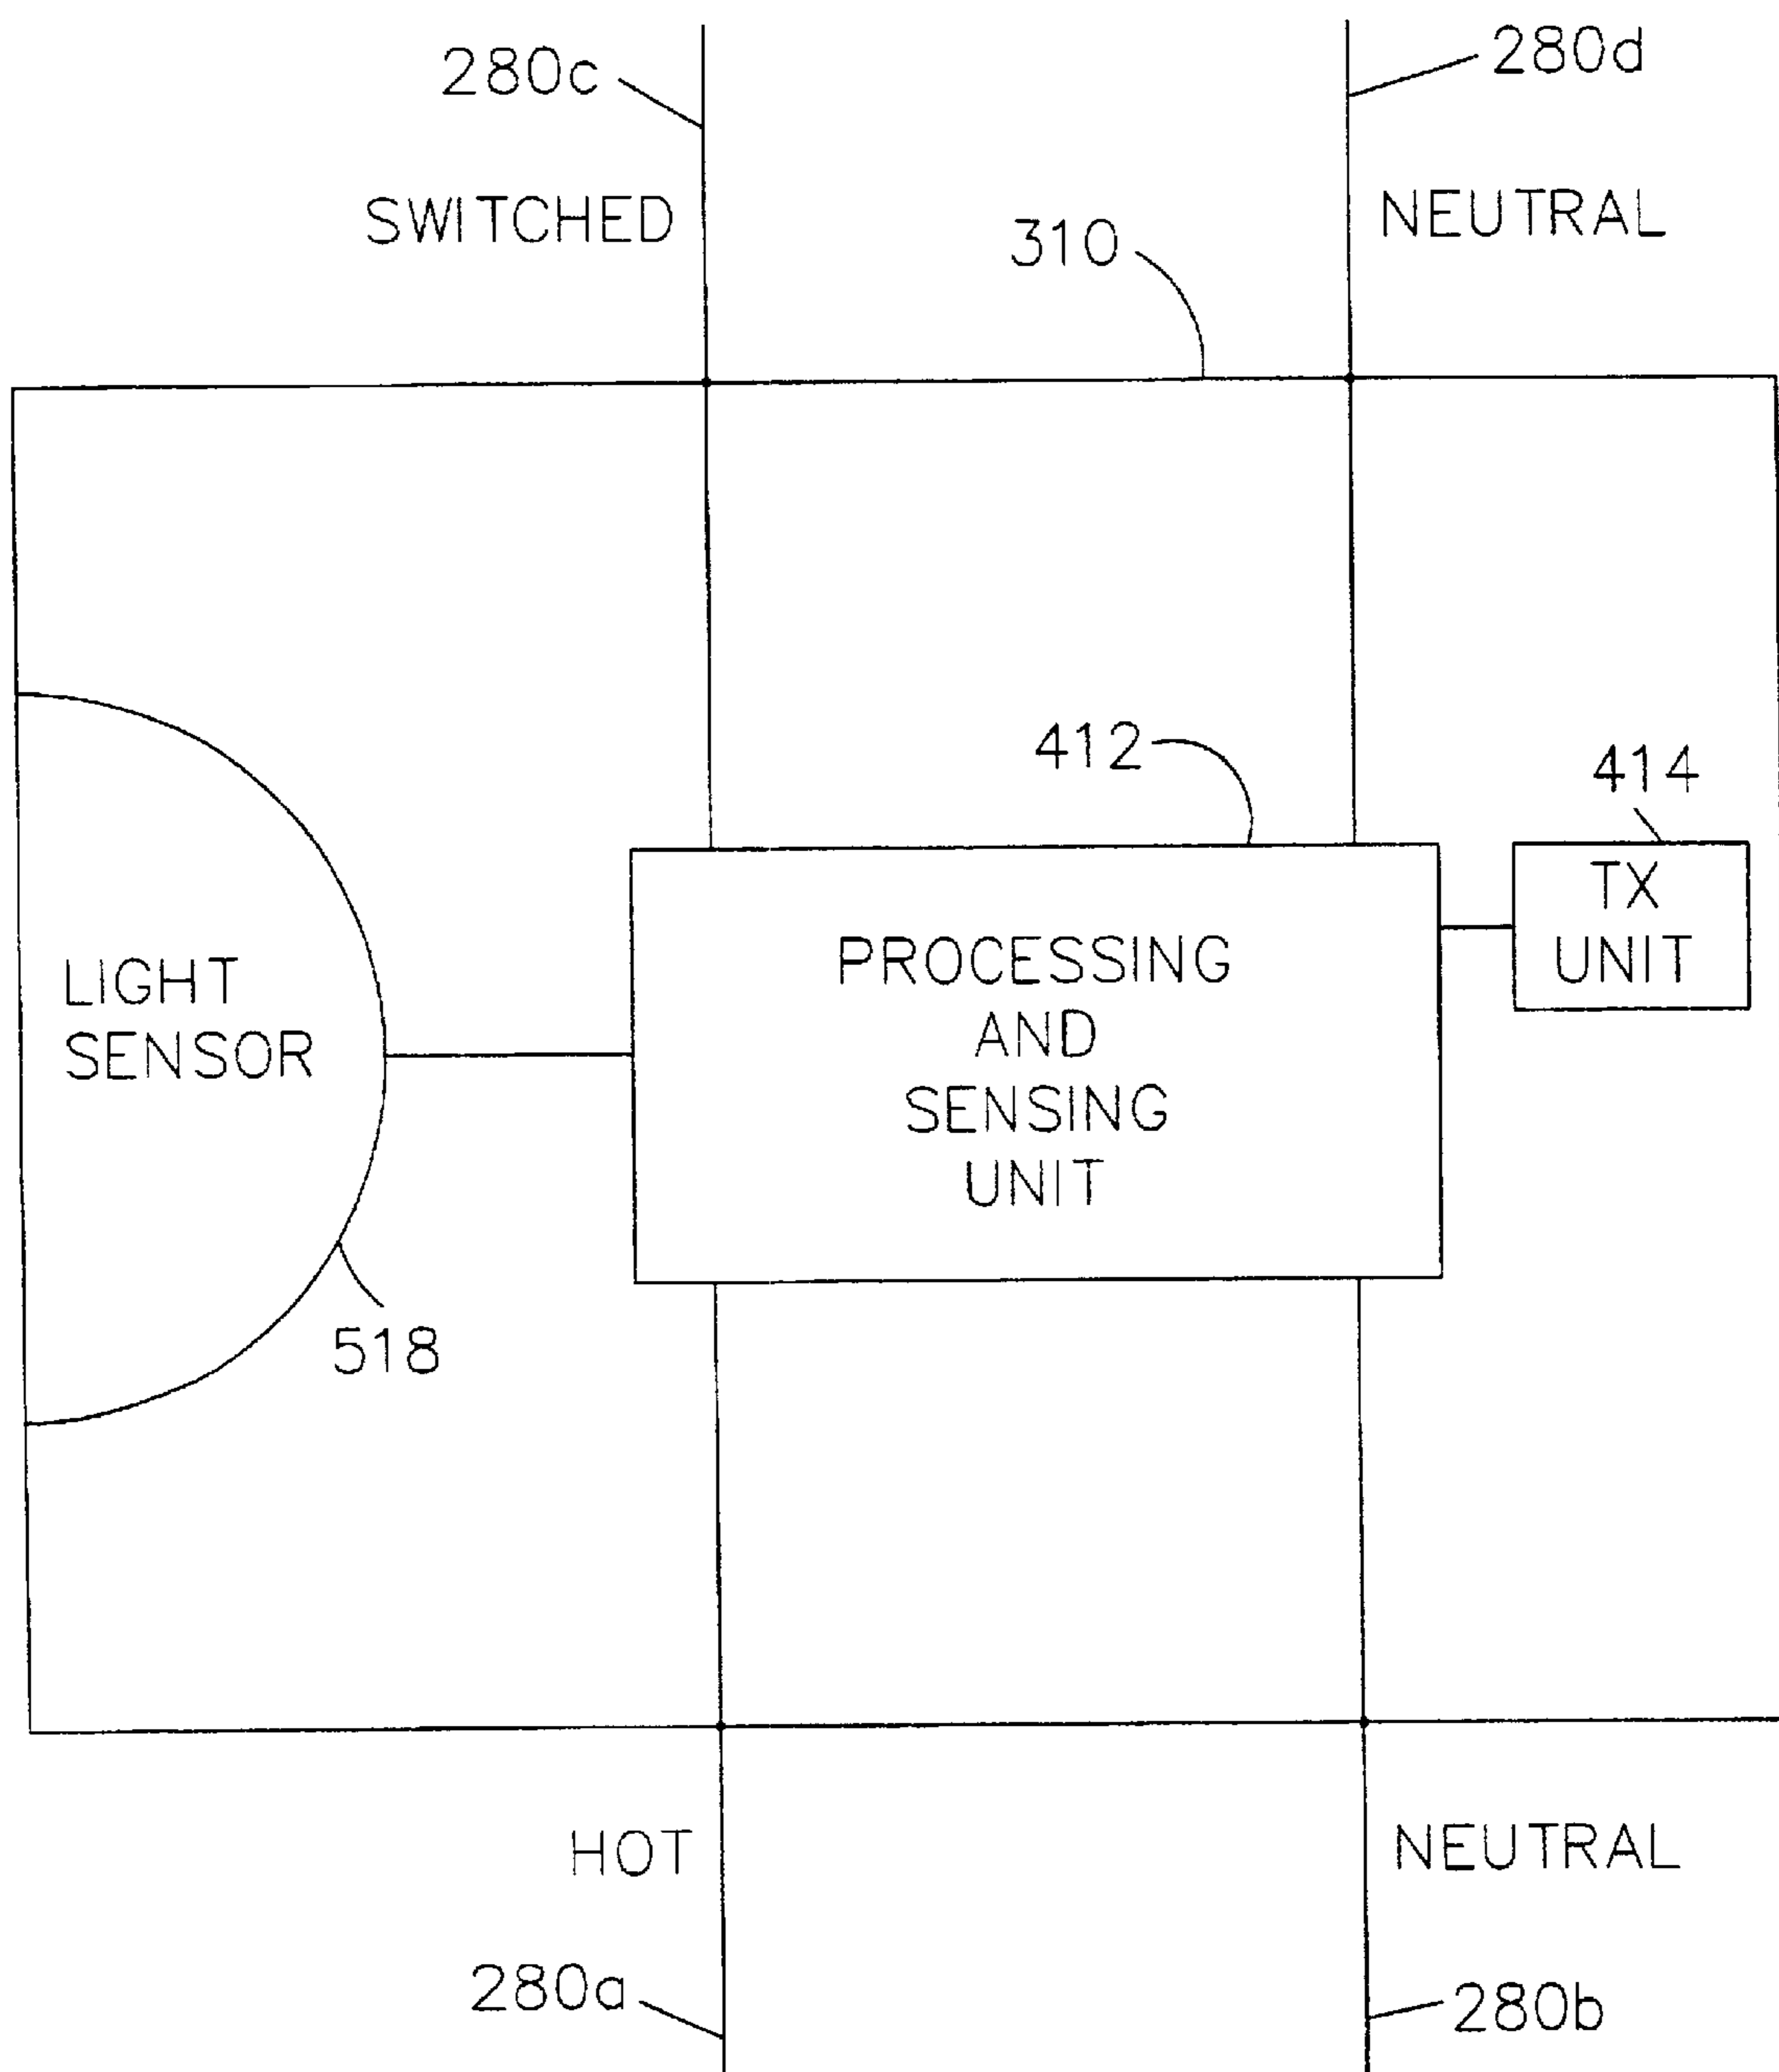 280c
280d
SWITCHED
NEUTRAL
310
412
414
TX
UNIT
LIGHT
SENSOR
PROCESSING
AND
SENSING
UNIT
518
HOT
NEUTRAL
280a
280b